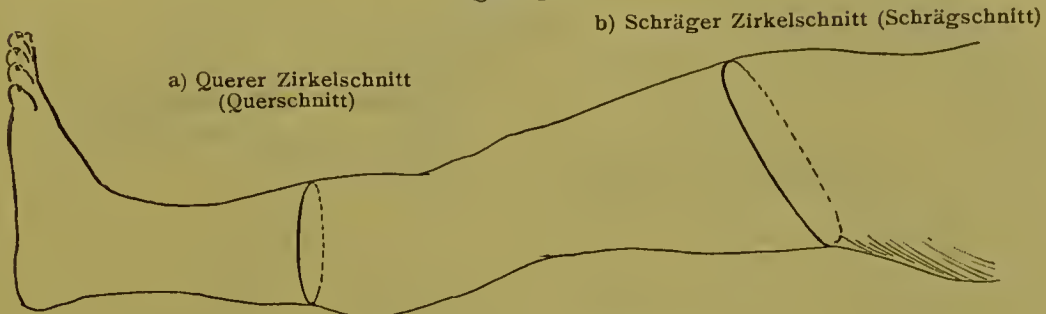 b) Schräger Zirkelschnitt (Schrägschnitt)
a) Querer Zirkelschnitt
(Querschnitt)